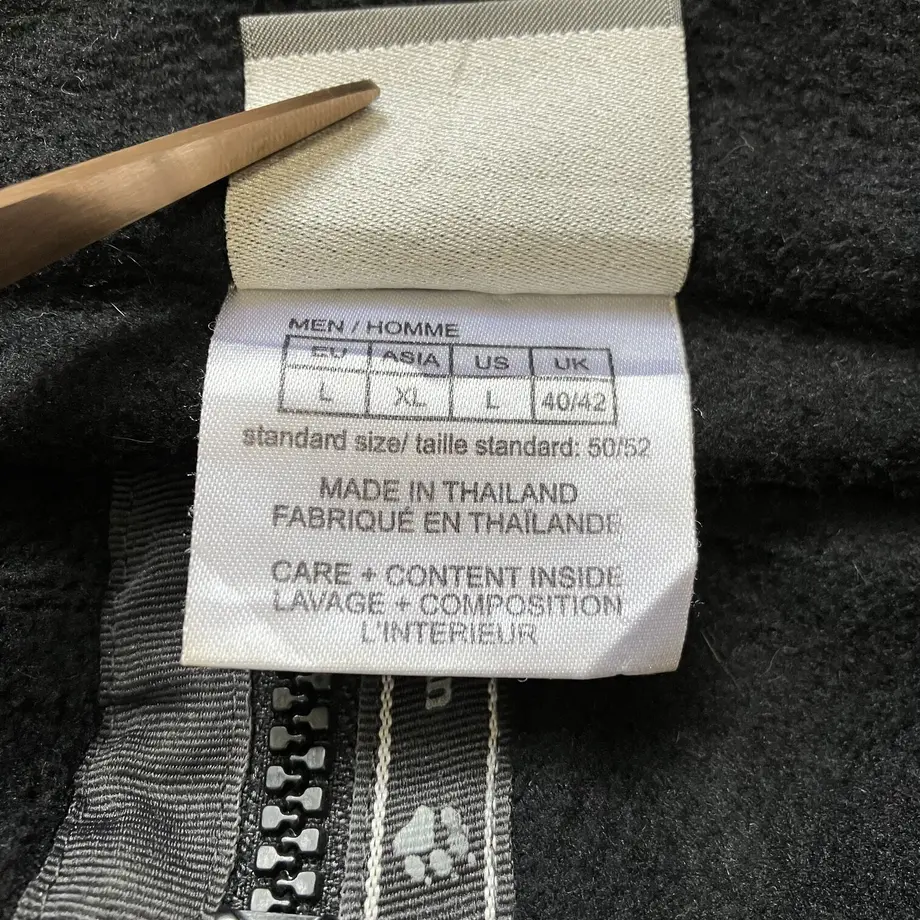 MEN / HOMME
EU ASIA US UK
L XL L 40/42
standard size/ taille standard: 50/52
MADE IN THAILAND
FABRIQUÉ EN THAÏLANDE
CARE + CONTENT INSIDE
LAVAGE + COMPOSITION
L'INTERIEUR